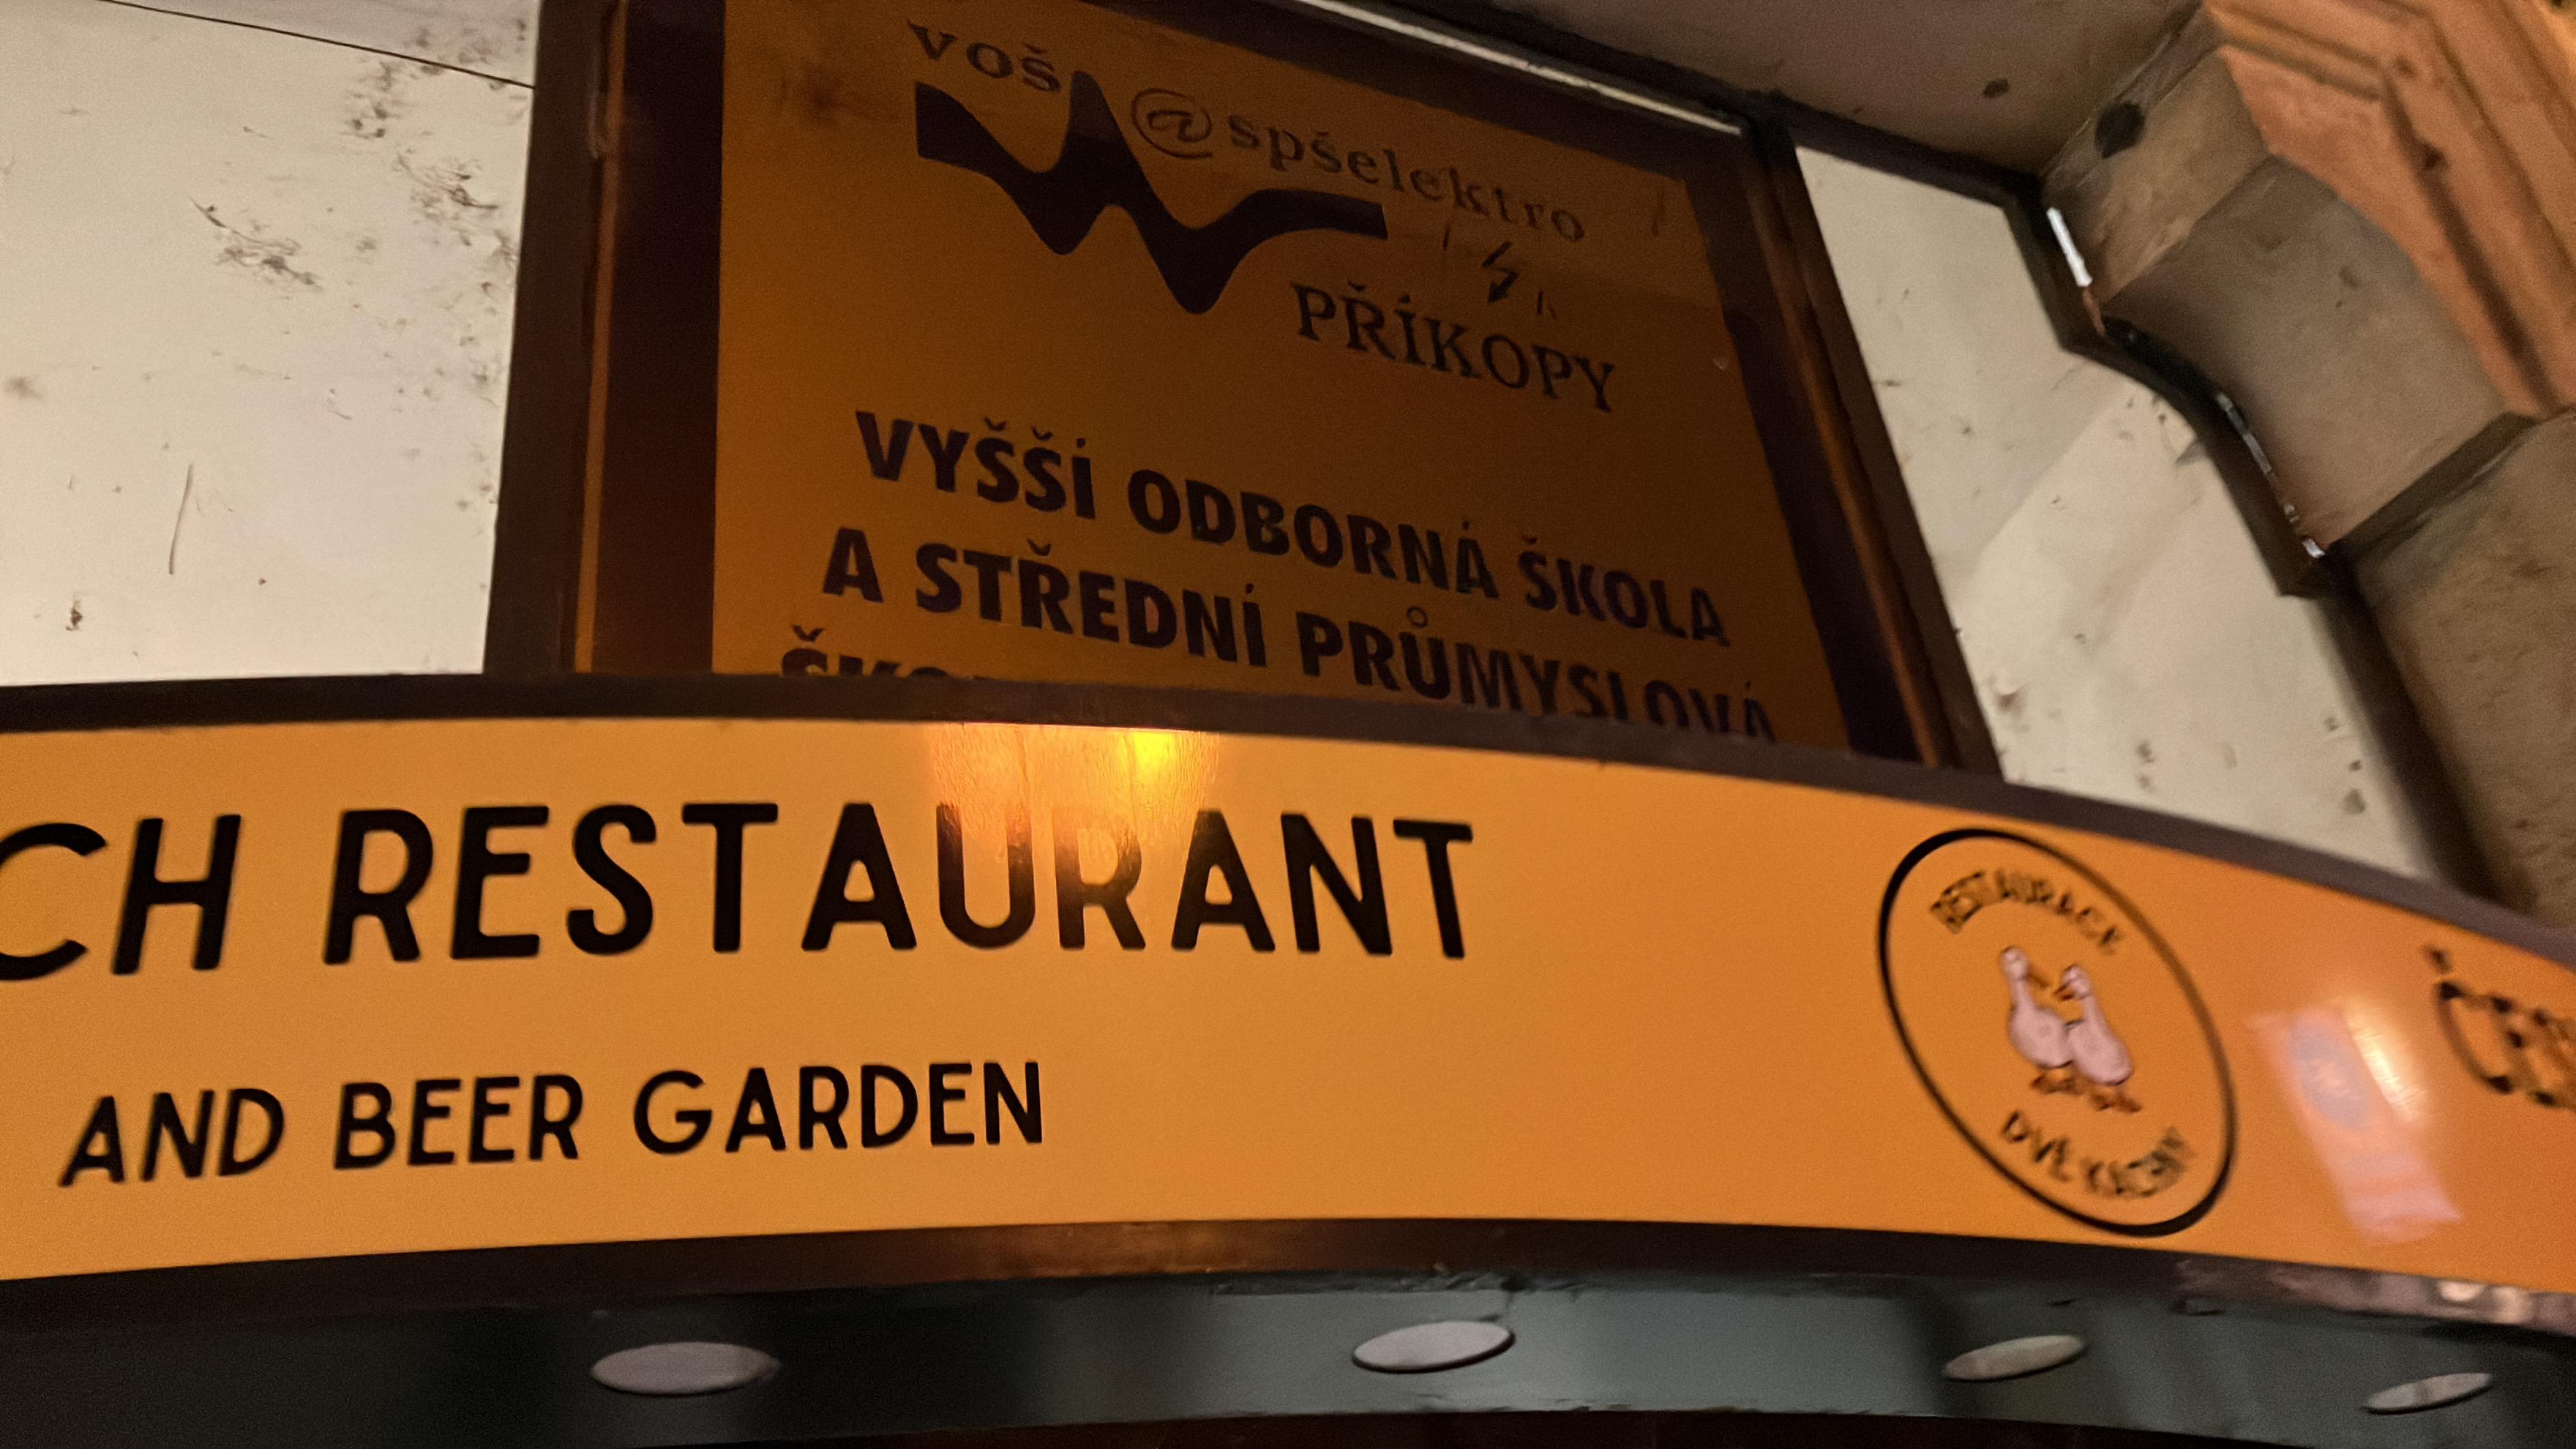 VOŠ
@spšelektro
PŘÍKOPY
VYŠŠÍ ODBORNÁ ŠKOLA
A STŘEDNÍ PRŮMYSLOVÁ
CH RESTAURANT
AND BEER GARDEN
RESTAURACE
DVĚ KACHNY